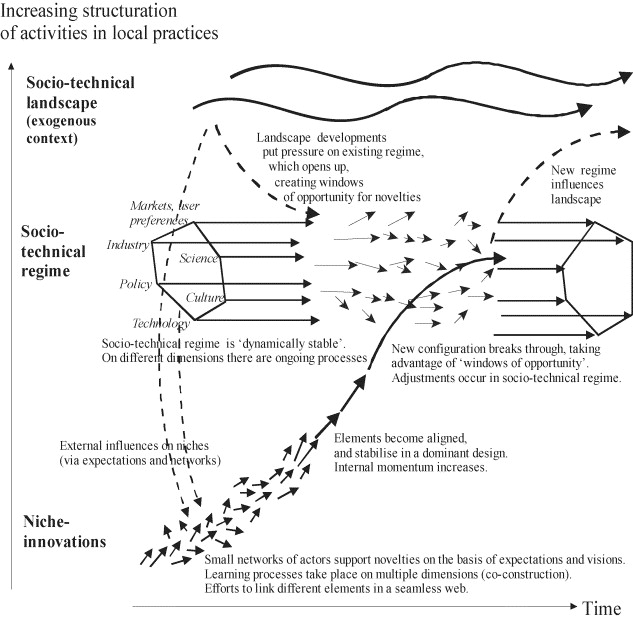 Increasing structuration
of activities in local practices
Socio-technical
landscape
(exogenous
context)
Landscape developments
put pressure on existing regime,
which opens up,
creating windows
of opportunity for novelties
New regime
influences
landscape
Socio-
technical
regime
Markets, user
preferences
Industry
Science
Policy
Culture
Technology
Socio-technical regime is ‘dynamically stable’.
On different dimensions there are ongoing processes
New configuration breaks through, taking
advantage of ‘windows of opportunity’.
Adjustments occur in socio-technical regime.
External influences on niches
(via expectations and networks)
Elements become aligned,
and stabilise in a dominant design.
Internal momentum increases.
Niche-
innovations
Small networks of actors support novelties on the basis of expectations and visions.
Learning processes take place on multiple dimensions (co-construction).
Efforts to link different elements in a seamless web.
Time